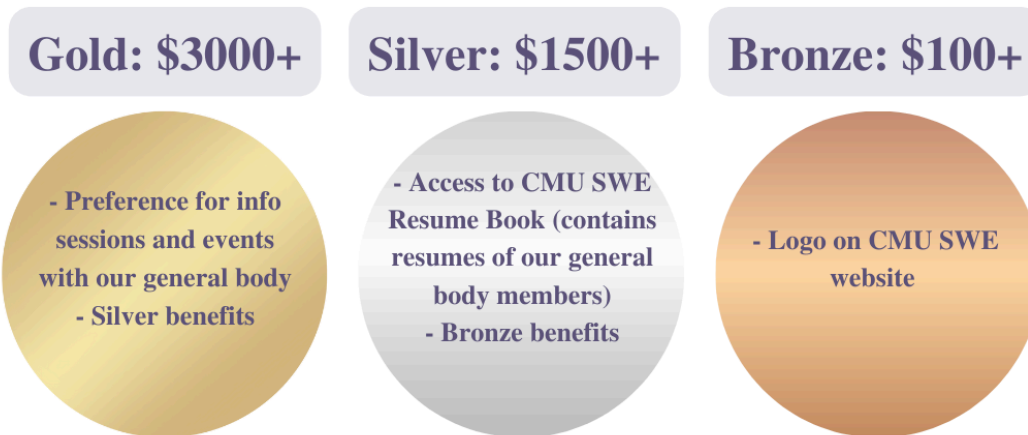 Gold: $3000+
- Preference for info
sessions and events
with our general body
- Silver benefits
Silver: $1500+
- Access to CMU SWE
Resume Book (contains
resumes of our general
body members)
- Bronze benefits
Bronze: $100+
- Logo on CMU SWE
website